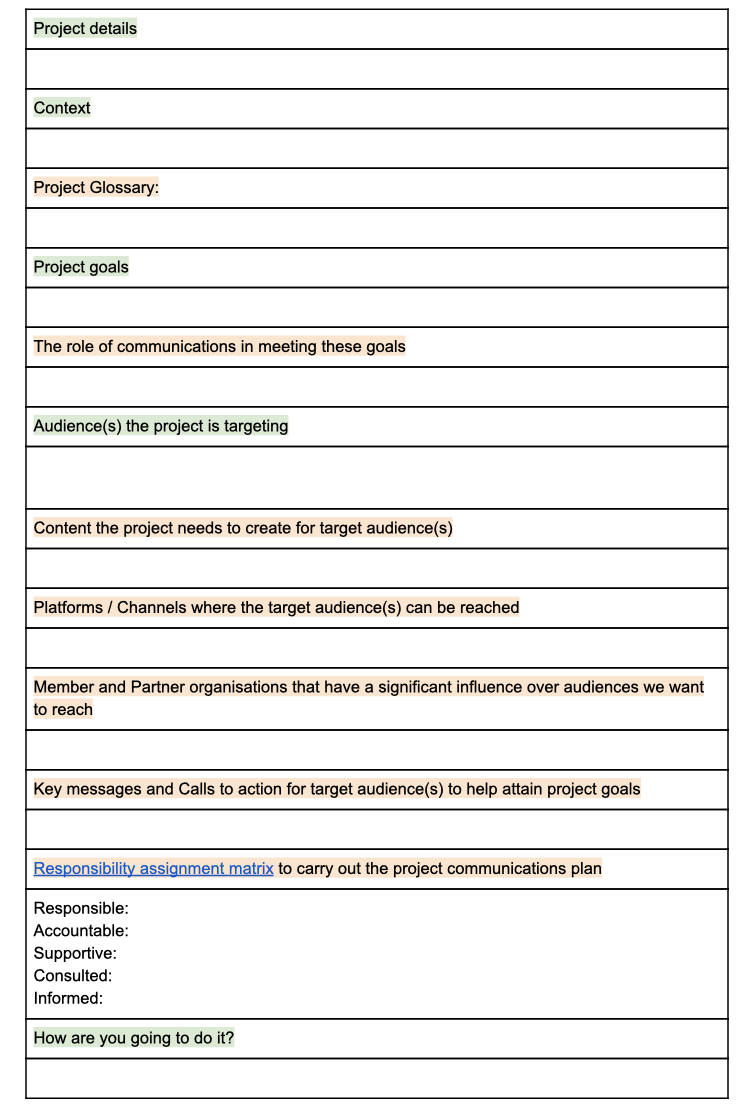 Project details
Context
Project Glossary:
Project goals
The role of communications in meeting these goals
Audience(s) the project is targeting
Content the project needs to create for target audience(s)
Platforms / Channels where the target audience(s) can be reached
Member and Partner organisations that have a significant influence over audiences we want
to reach
Key messages and Calls to action for target audience(s) to help attain project goals
Responsibility assignment matrix to carry out the project communications plan
Responsible:
Accountable:
Supportive:
Consulted:
Informed:
How are you going to do it?